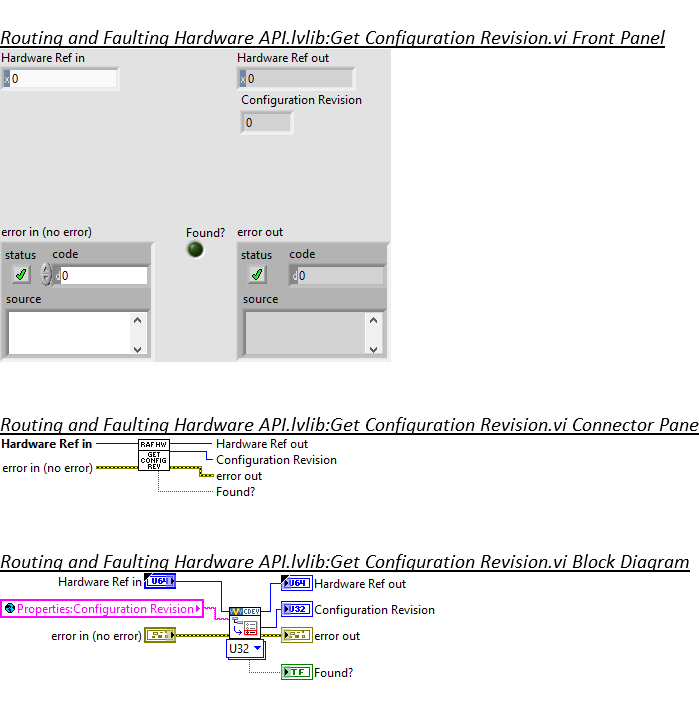 Routing and Faulting Hardware API.lvlib:Get Configuration Revision.vi Front Panel
Hardware Ref in
Hardware Ref out
x 0
x 0
Configuration Revision
0
error in (no error)
Found?
error out
status
code
status
code
d 0
d 0
source
source
Routing and Faulting Hardware API.lvlib:Get Configuration Revision.vi Connector Pane
Hardware Ref in
RAF HW
Hardware Ref out
GET
CONFIG
REV
Configuration Revision
error in (no error)
error out
Found?
Routing and Faulting Hardware API.lvlib:Get Configuration Revision.vi Block Diagram
Hardware Ref in
U64
U64
Hardware Ref out
Properties:Configuration Revision
CDEV
U32
Configuration Revision
error in (no error)
error out
U32
TF
Found?